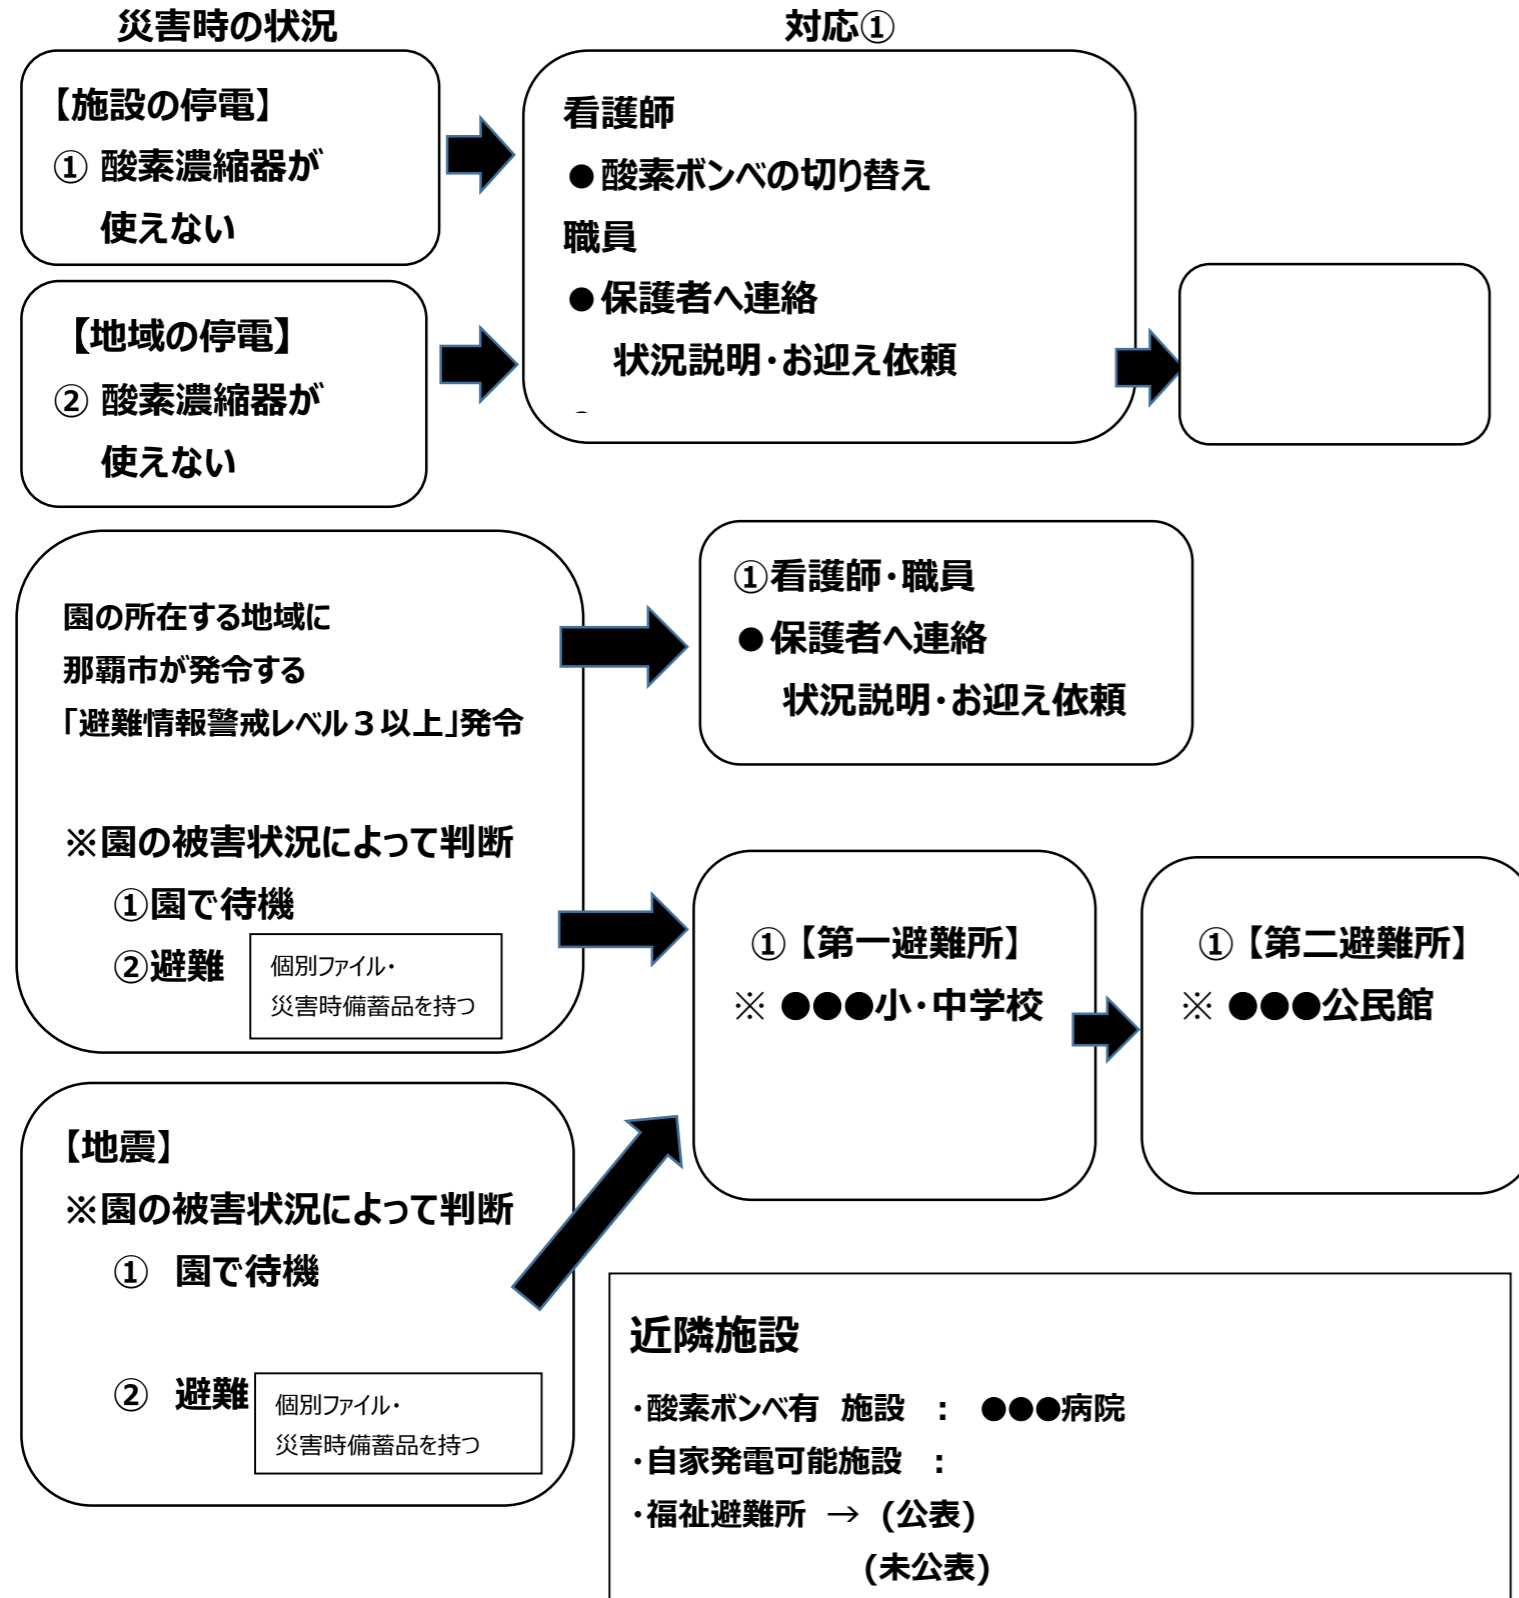 災害時の状況
対応①
【施設の停電】
① 酸素濃縮器が
使えない
看護師
●酸素ボンベの切り替え
職員
●保護者へ連絡
状況説明・お迎え依頼
【地域の停電】
② 酸素濃縮器が
使えない
園の所在する地域に
那覇市が発令する
「避難情報警戒レベル３以上」発令
※園の被害状況によって判断
①園で待機
②避難
個別ファイル・
災害時備蓄品を持つ
①看護師・職員
●保護者へ連絡
状況説明・お迎え依頼
①【第一避難所】
※ ●●●小・中学校
①【第二避難所】
※ ●●●公民館
【地震】
※園の被害状況によって判断
① 園で待機
② 避難
個別ファイル・
災害時備蓄品を持つ
近隣施設
・酸素ボンベ有 施設 ： ●●●病院
・自家発電可能施設 ：
・福祉避難所 → (公表)
(未公表)